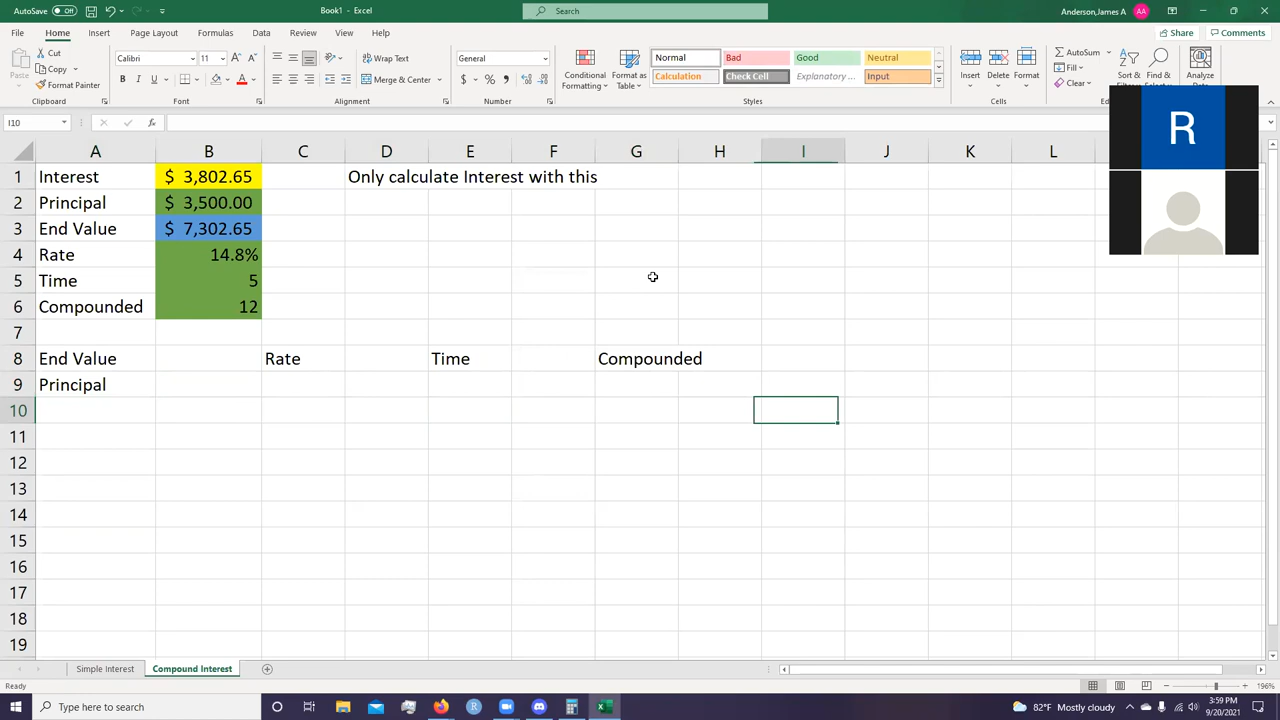 AutoSave Off
Book1 - Excel
Search
Anderson,James A
AA
File Home Insert Page Layout Formulas Data Review View Help
Share Comments
Paste
Cut
Copy
Format Painter
Clipboard
Calibri 11
B I U
Font
Wrap Text
Merge & Center
Alignment
General
$ % ,
Number
Conditional Formatting
Format as Table
Normal Bad Good Neutral
Calculation Check Cell Explanatory ... Input
Styles
Insert Delete Format
Cells
AutoSum
Fill
Clear
Sort & Filter
Find & Select
Analyze
I10
fx
R
A B C D E F G H I J K L
1 Interest $ 3,802.65 Only calculate Interest with this
2 Principal $ 3,500.00
3 End Value $ 7,302.65
4 Rate 14.8%
5 Time 5
6 Compounded 12
7
8 End Value Rate Time Compounded
9 Principal
10
11
12
13
14
15
16
17
18
19
Simple Interest Compound Interest
Ready
196%
Type here to search
82°F Mostly cloudy
3:59 PM
9/20/2021